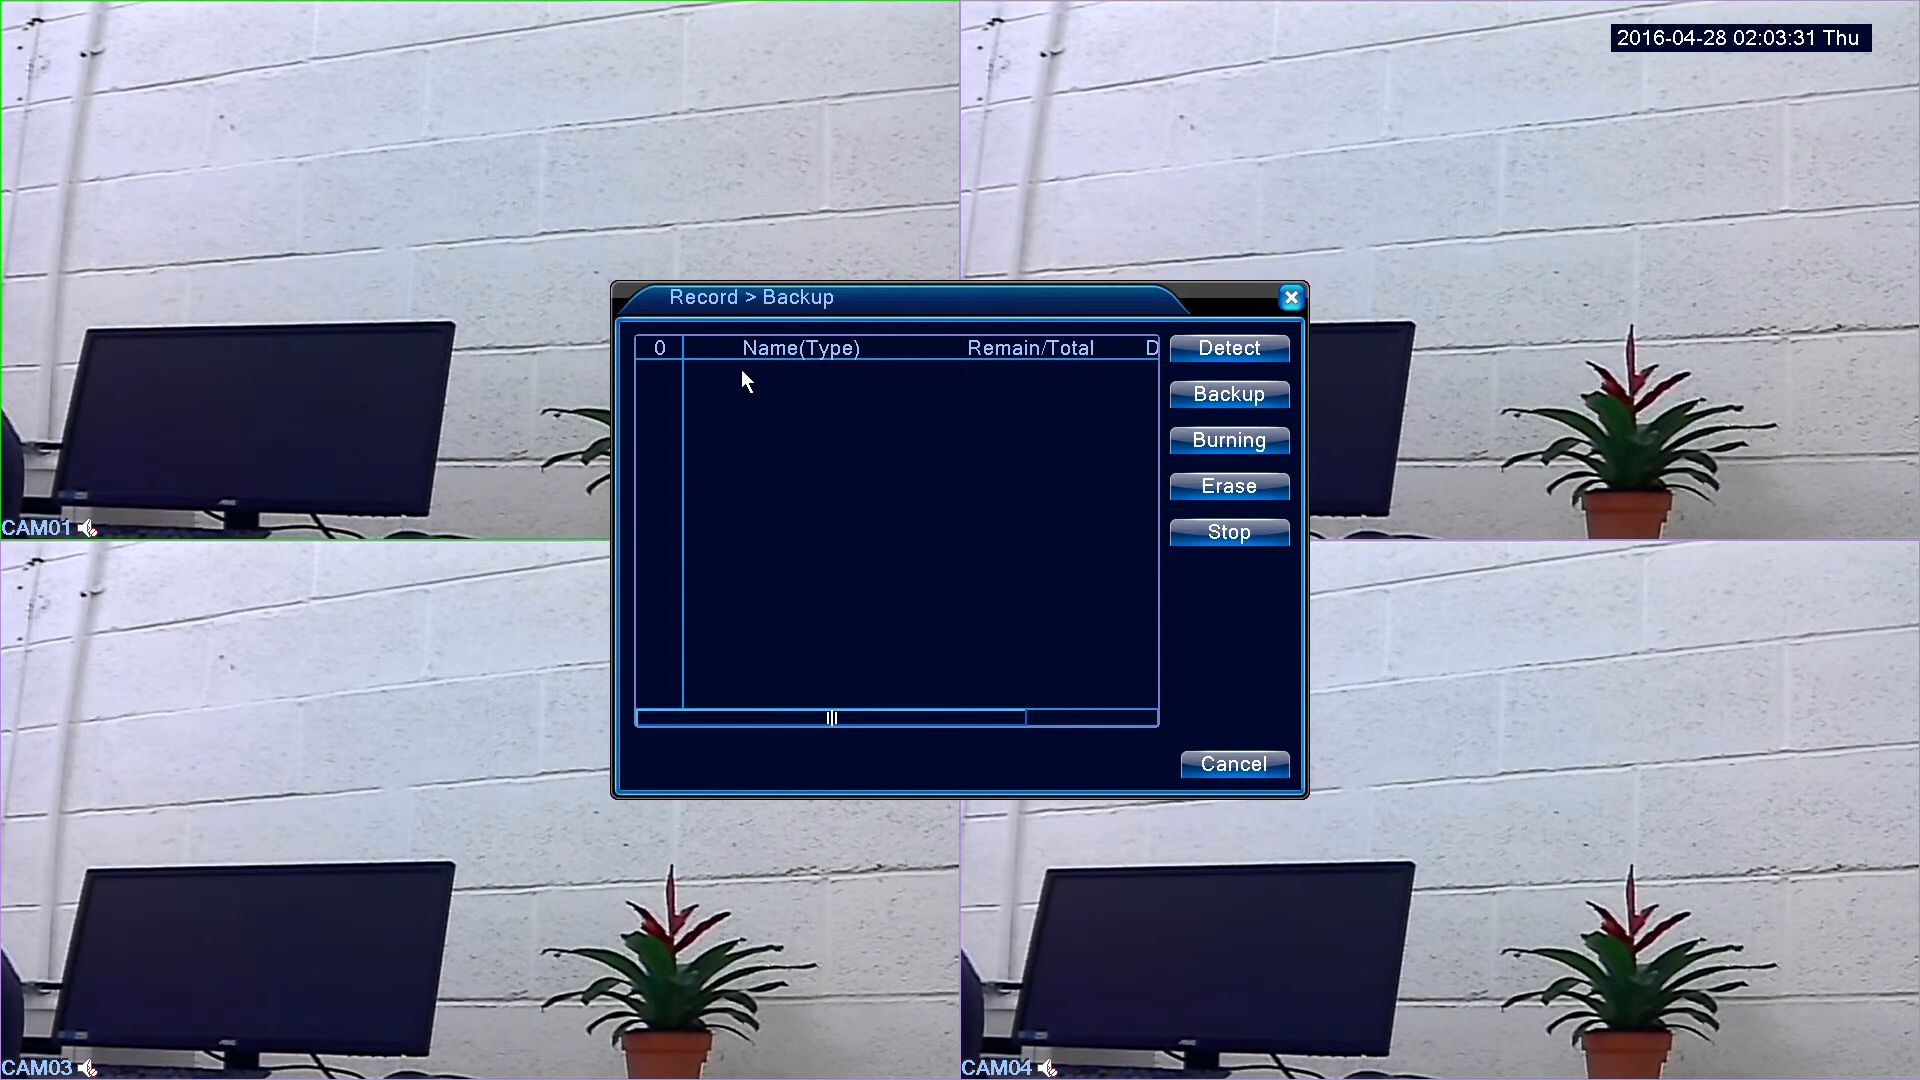 2016-04-28 02:03:31 Thu
Record > Backup
0 Name(Type) Remain/Total D
Detect
Backup
Burning
Erase
Stop
Cancel
CAM01
CAM03
CAM04